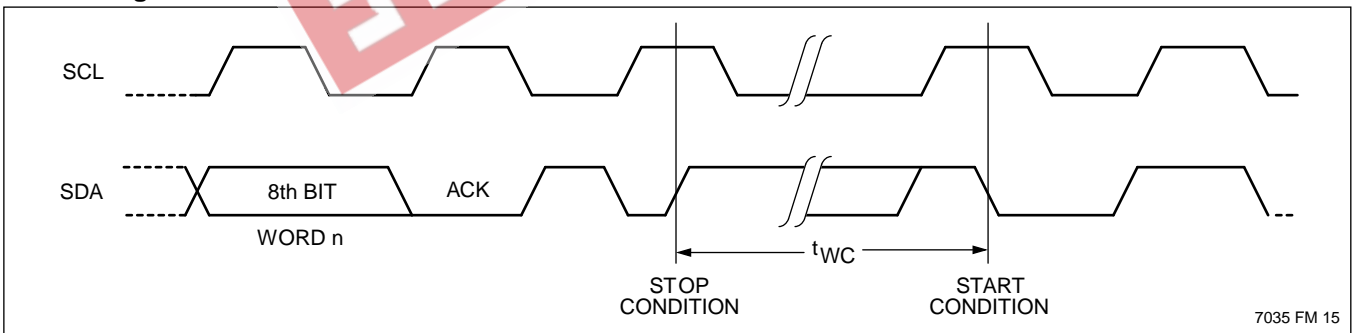 SCL
SDA
8th BIT
ACK
WORD n
tWC
STOP
CONDITION
START
CONDITION
7035 FM 15